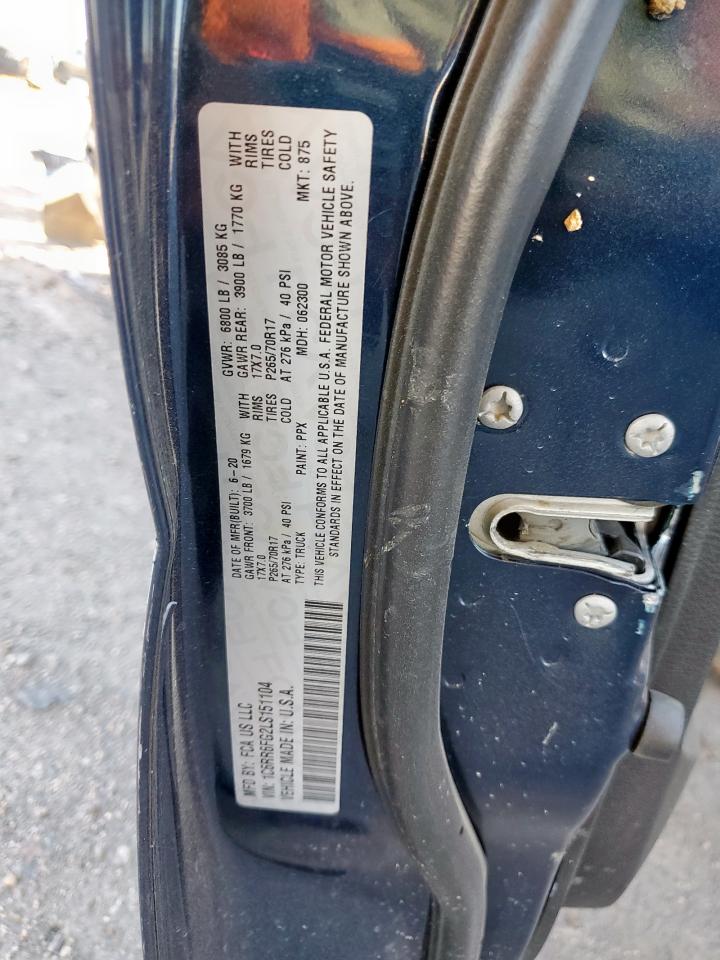 MFD BY: FCA US LLC
DATE OF MFR(BUILT): 6-20
GVWR: 6800 LB / 3085 KG
GAWR FRONT: 3700 LB / 1679 KG WITH
GAWR REAR: 3900 LB / 1770 KG WITH
17X7.0 RIMS
17X7.0 RIMS
P265/70R17 TIRES
P265/70R17 TIRES
AT 276 kPa / 40 PSI COLD
AT 276 kPa / 40 PSI COLD
VIN: 1C6RR6FG2LS151104
TYPE: TRUCK PAINT: PPX MDH: 062300 MKT: 875
VEHICLE MADE IN: U.S.A.
THIS VEHICLE CONFORMS TO ALL APPLICABLE U.S.A. FEDERAL MOTOR VEHICLE SAFETY
STANDARDS IN EFFECT ON THE DATE OF MANUFACTURE SHOWN ABOVE.